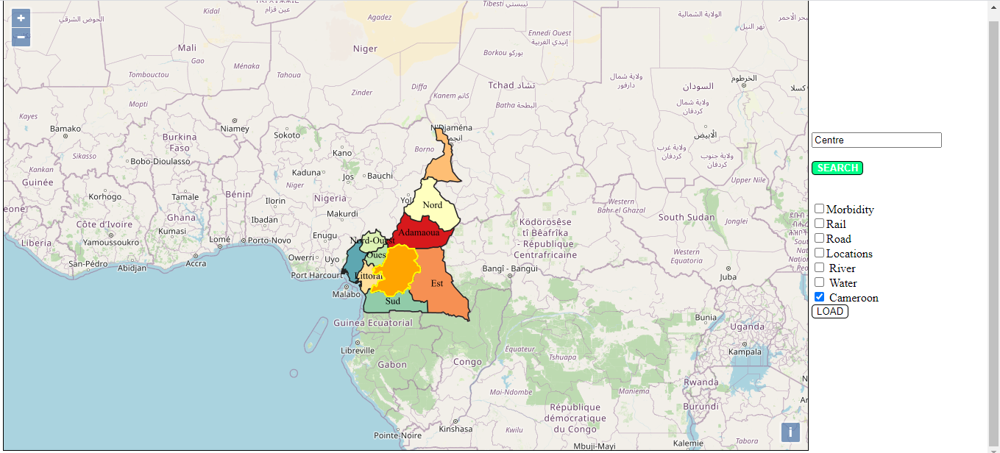 Kidal
Agadez
تيبستي Tibesti
الولاية الشمالية
الحوض الشرقي
عين قزام
نهر النيل
البحر الأحمر
+
−
Ennedi Ouest
إنيدي الغربية
Mali
Niger
Gao
Borkou بوركو
Ménaka
Tombouctou
Tahoua
ولاية شمال
دارفور
الخرطوم
Diffa
Tchad تشاد
السودان
كسلا
Zinder
Kanem كانم
Mopti
Batha البطحة
ولاية شمال
كردفان
Kayes
Niamey
N'Djaména
انجمينا
Bamako
Sokoto
الأبيض
Centre
Burkina
Faso
Borno
ولاية غرب
كردفان
Sikasso
Kano
ولاية جنوب
كردفان
Bobo-Dioulasso
SEARCH
Kankan
Kaduna
Jos
Bauchi
Upper Nile
Guinée
Niger
Bénin
Korhogo
Tamale
Ilorin
Nigeria
Yol
Nord
Western
Bahr el Ghazal
Morbidity
eone
Makurdi
South Sudan
Jonglei
Côte d'Ivoire
Ghana
Ibadan
Ködörösêse
tî Bêafrîka
- République
Centrafricaine
Rail
Kumasi
Adamaoua
Enugu
Lomé
Porto-Novo
Nord-Ouest
Road
Liberia
Yamoussoukro
Oues
Western
Equatoria
Locations
San-Pédro
Accra
Owerri
Uyo
Abidjan
Port Harcourt
Littoral
Bangî - Bangui
River
Juba
Est
Water
Malabo
Sud
Cameroon
LOAD
Guinea Ecuatorial
Bunia
Uganda
Libreville
Équateur
Kampala
Gabon
Congo
Tshuapa
Rwanda
Mai-Ndombe
Maniema
Burundi
République
démocratique
du Congo
Kinshasa
Kwilu
Pointe-Noire
i
Mbuji-Mayi
Kalemie
Tabora